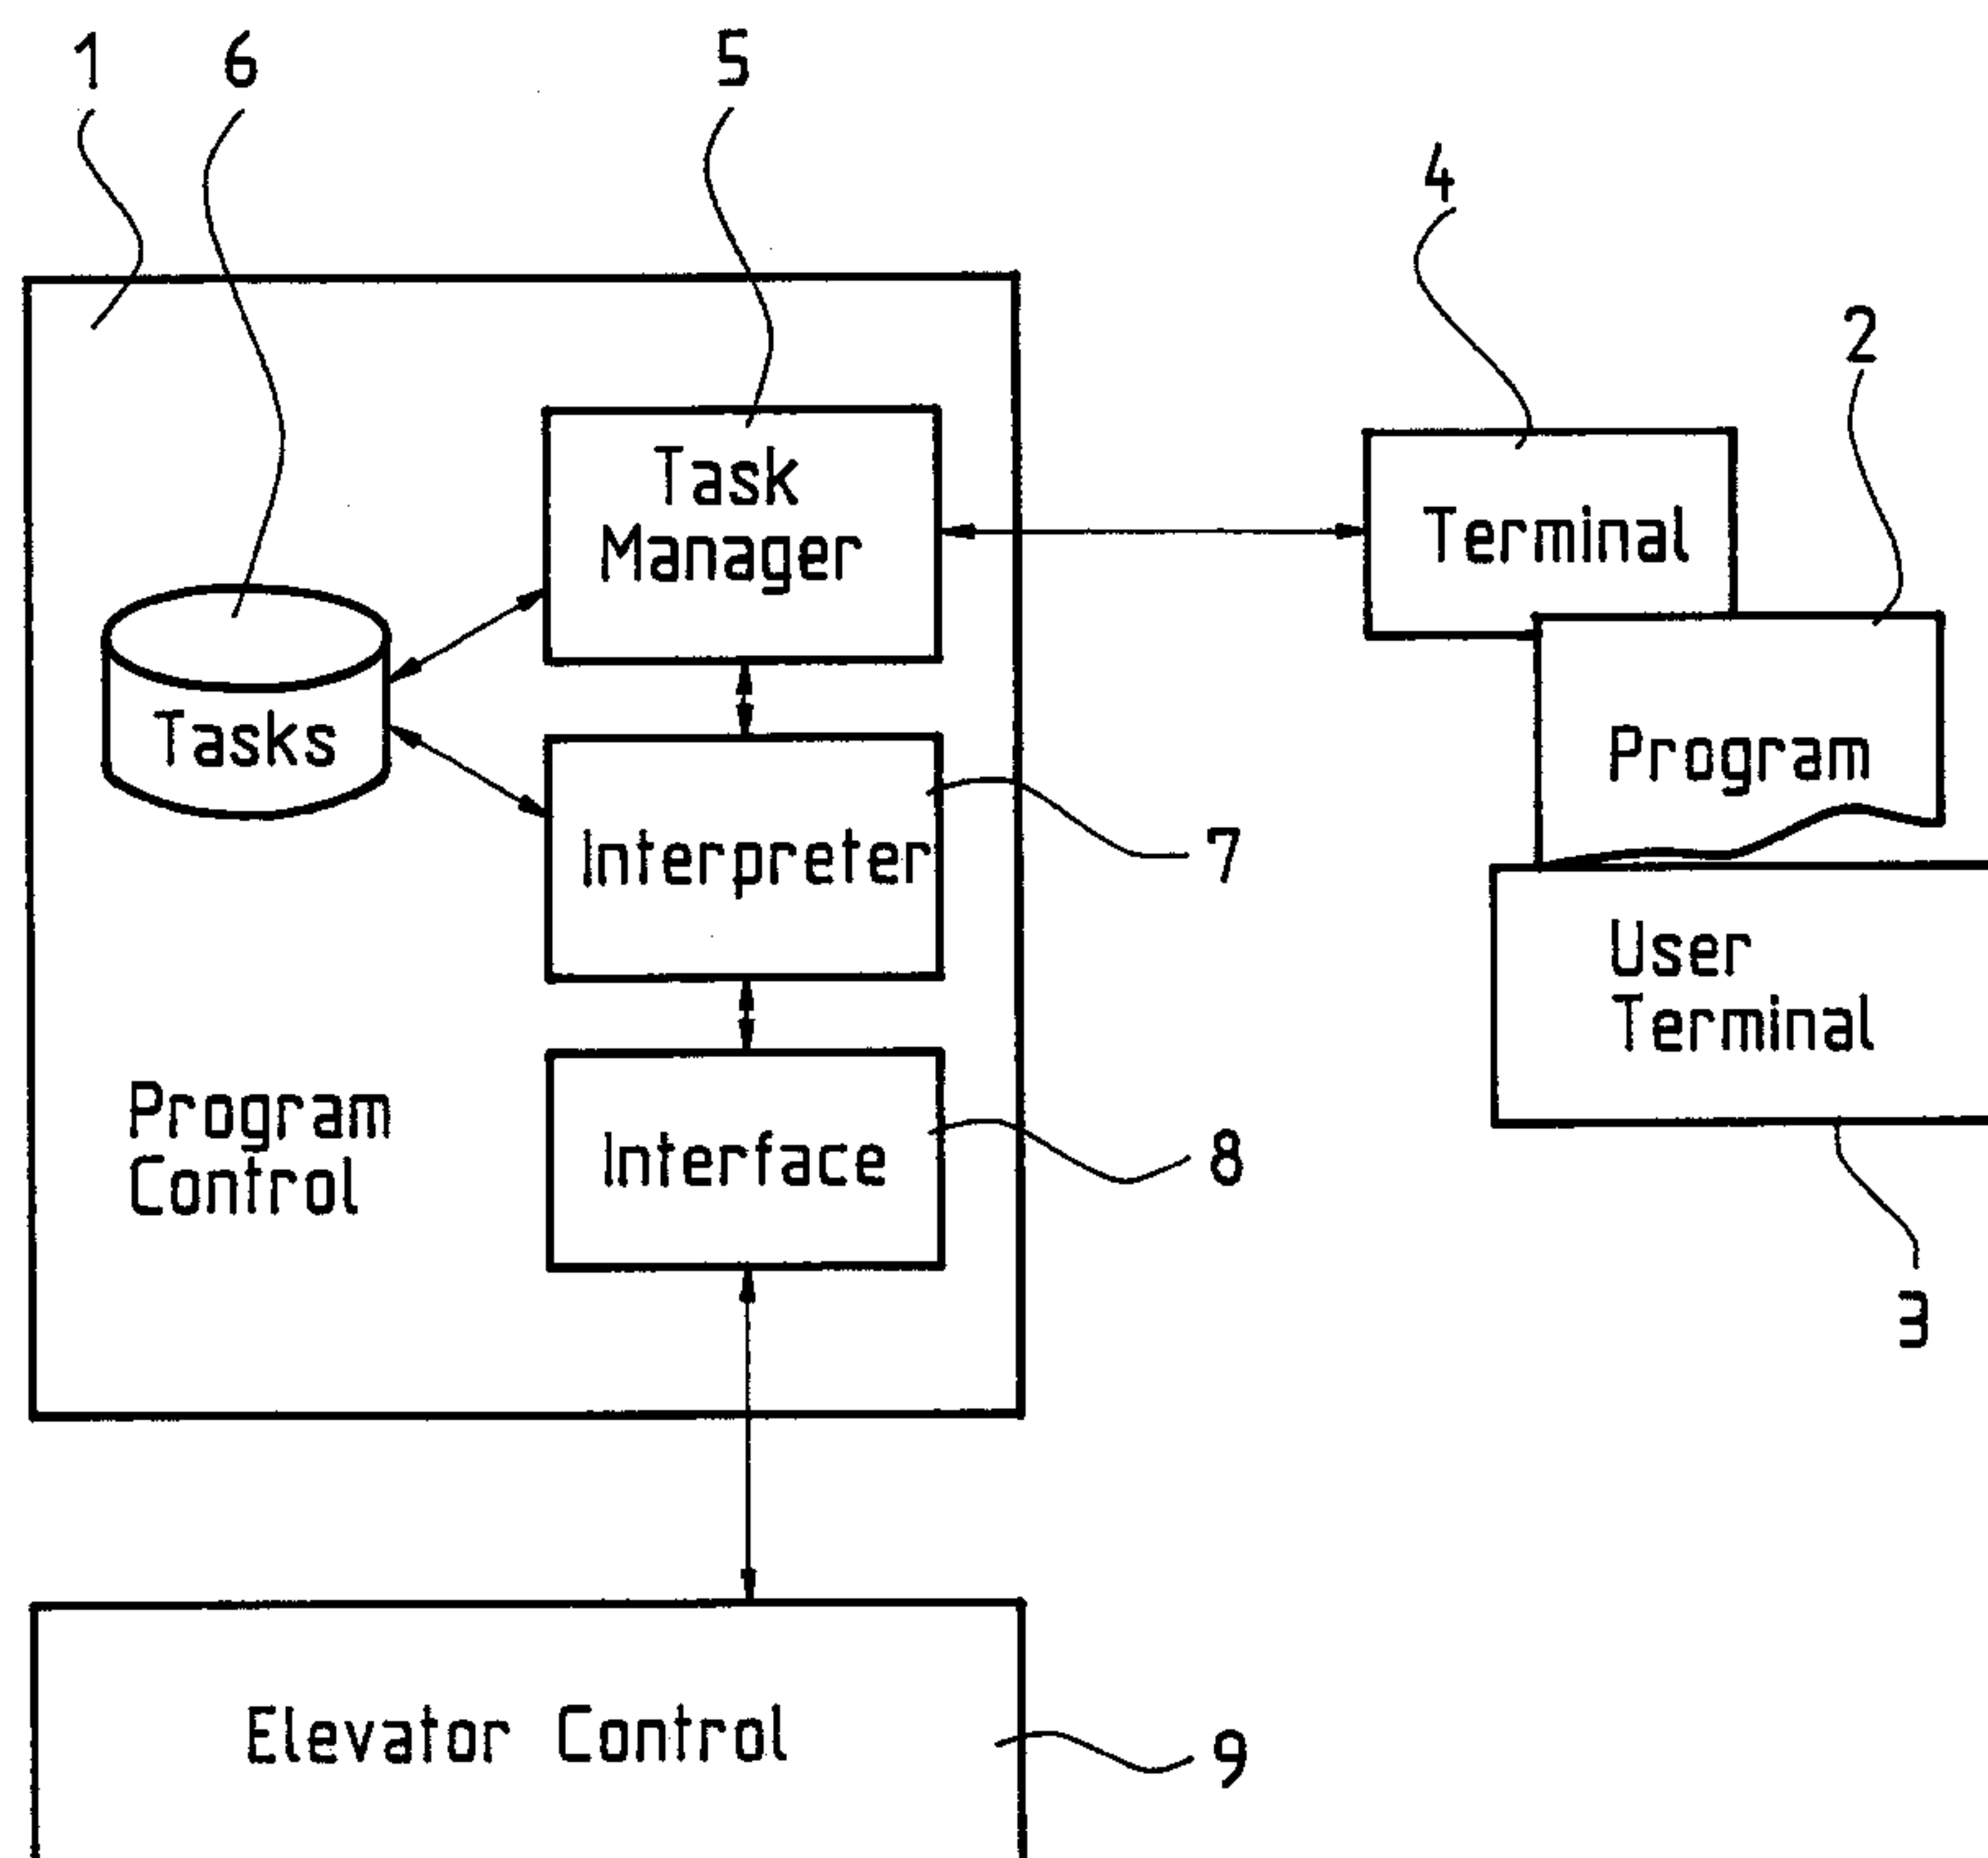 1
6
5
4
2
Task
Manager
Terminal
Tasks
Program
Interpreter
7
User
Terminal
Program
Control
Interface
8
3
Elevator Control
9